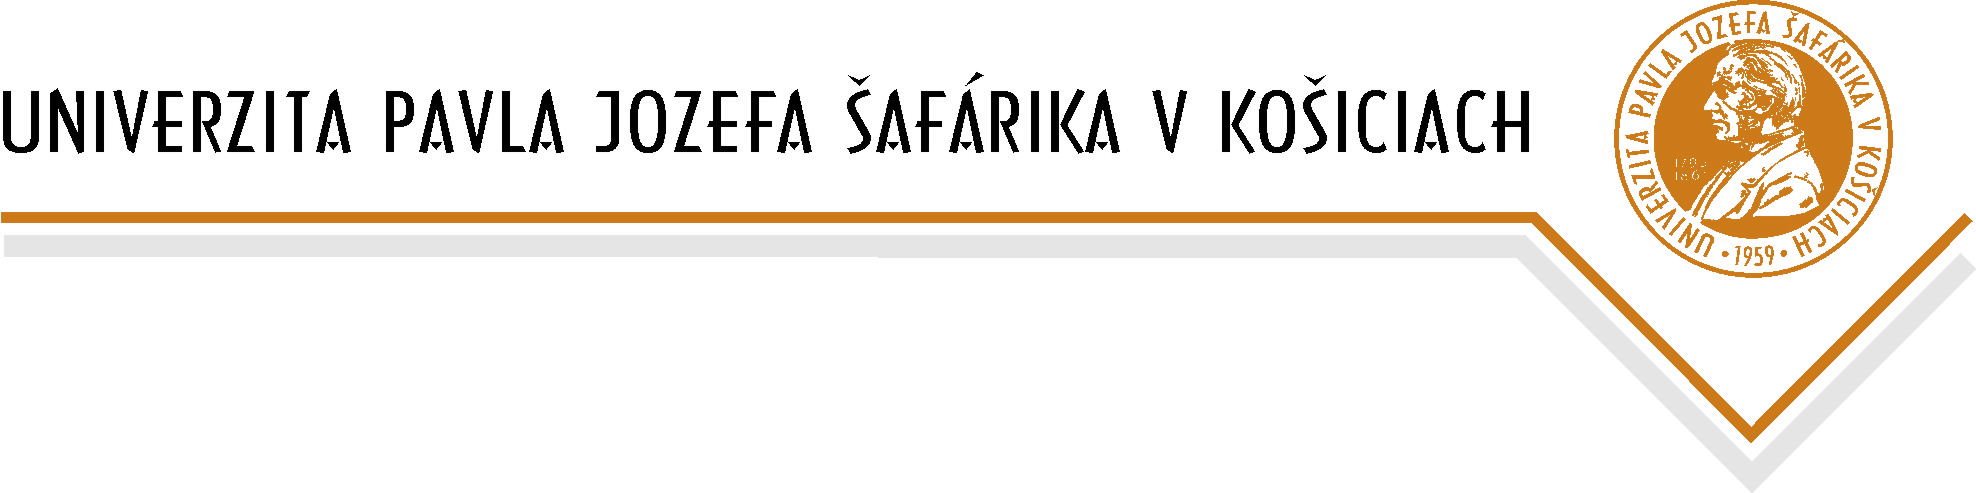 UNIVERZITA PAVLA JOZEFA ŠAFÁRIKA V KOŠICIACH
UNIVERZITA PAVLA JOZEFA ŠAFÁRIKA V KOŠICIACH
• 1959 •